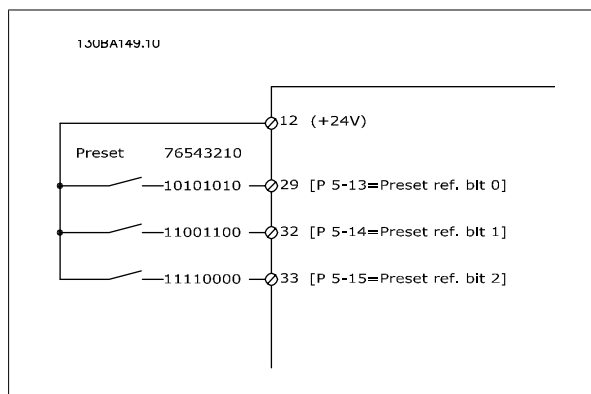 130BA149.10
12 (+24V)
Preset 76543210
10101010 29 [P 5-13=Preset ref. bit 0]
11001100 32 [P 5-14=Preset ref. bit 1]
11110000 33 [P 5-15=Preset ref. bit 2]